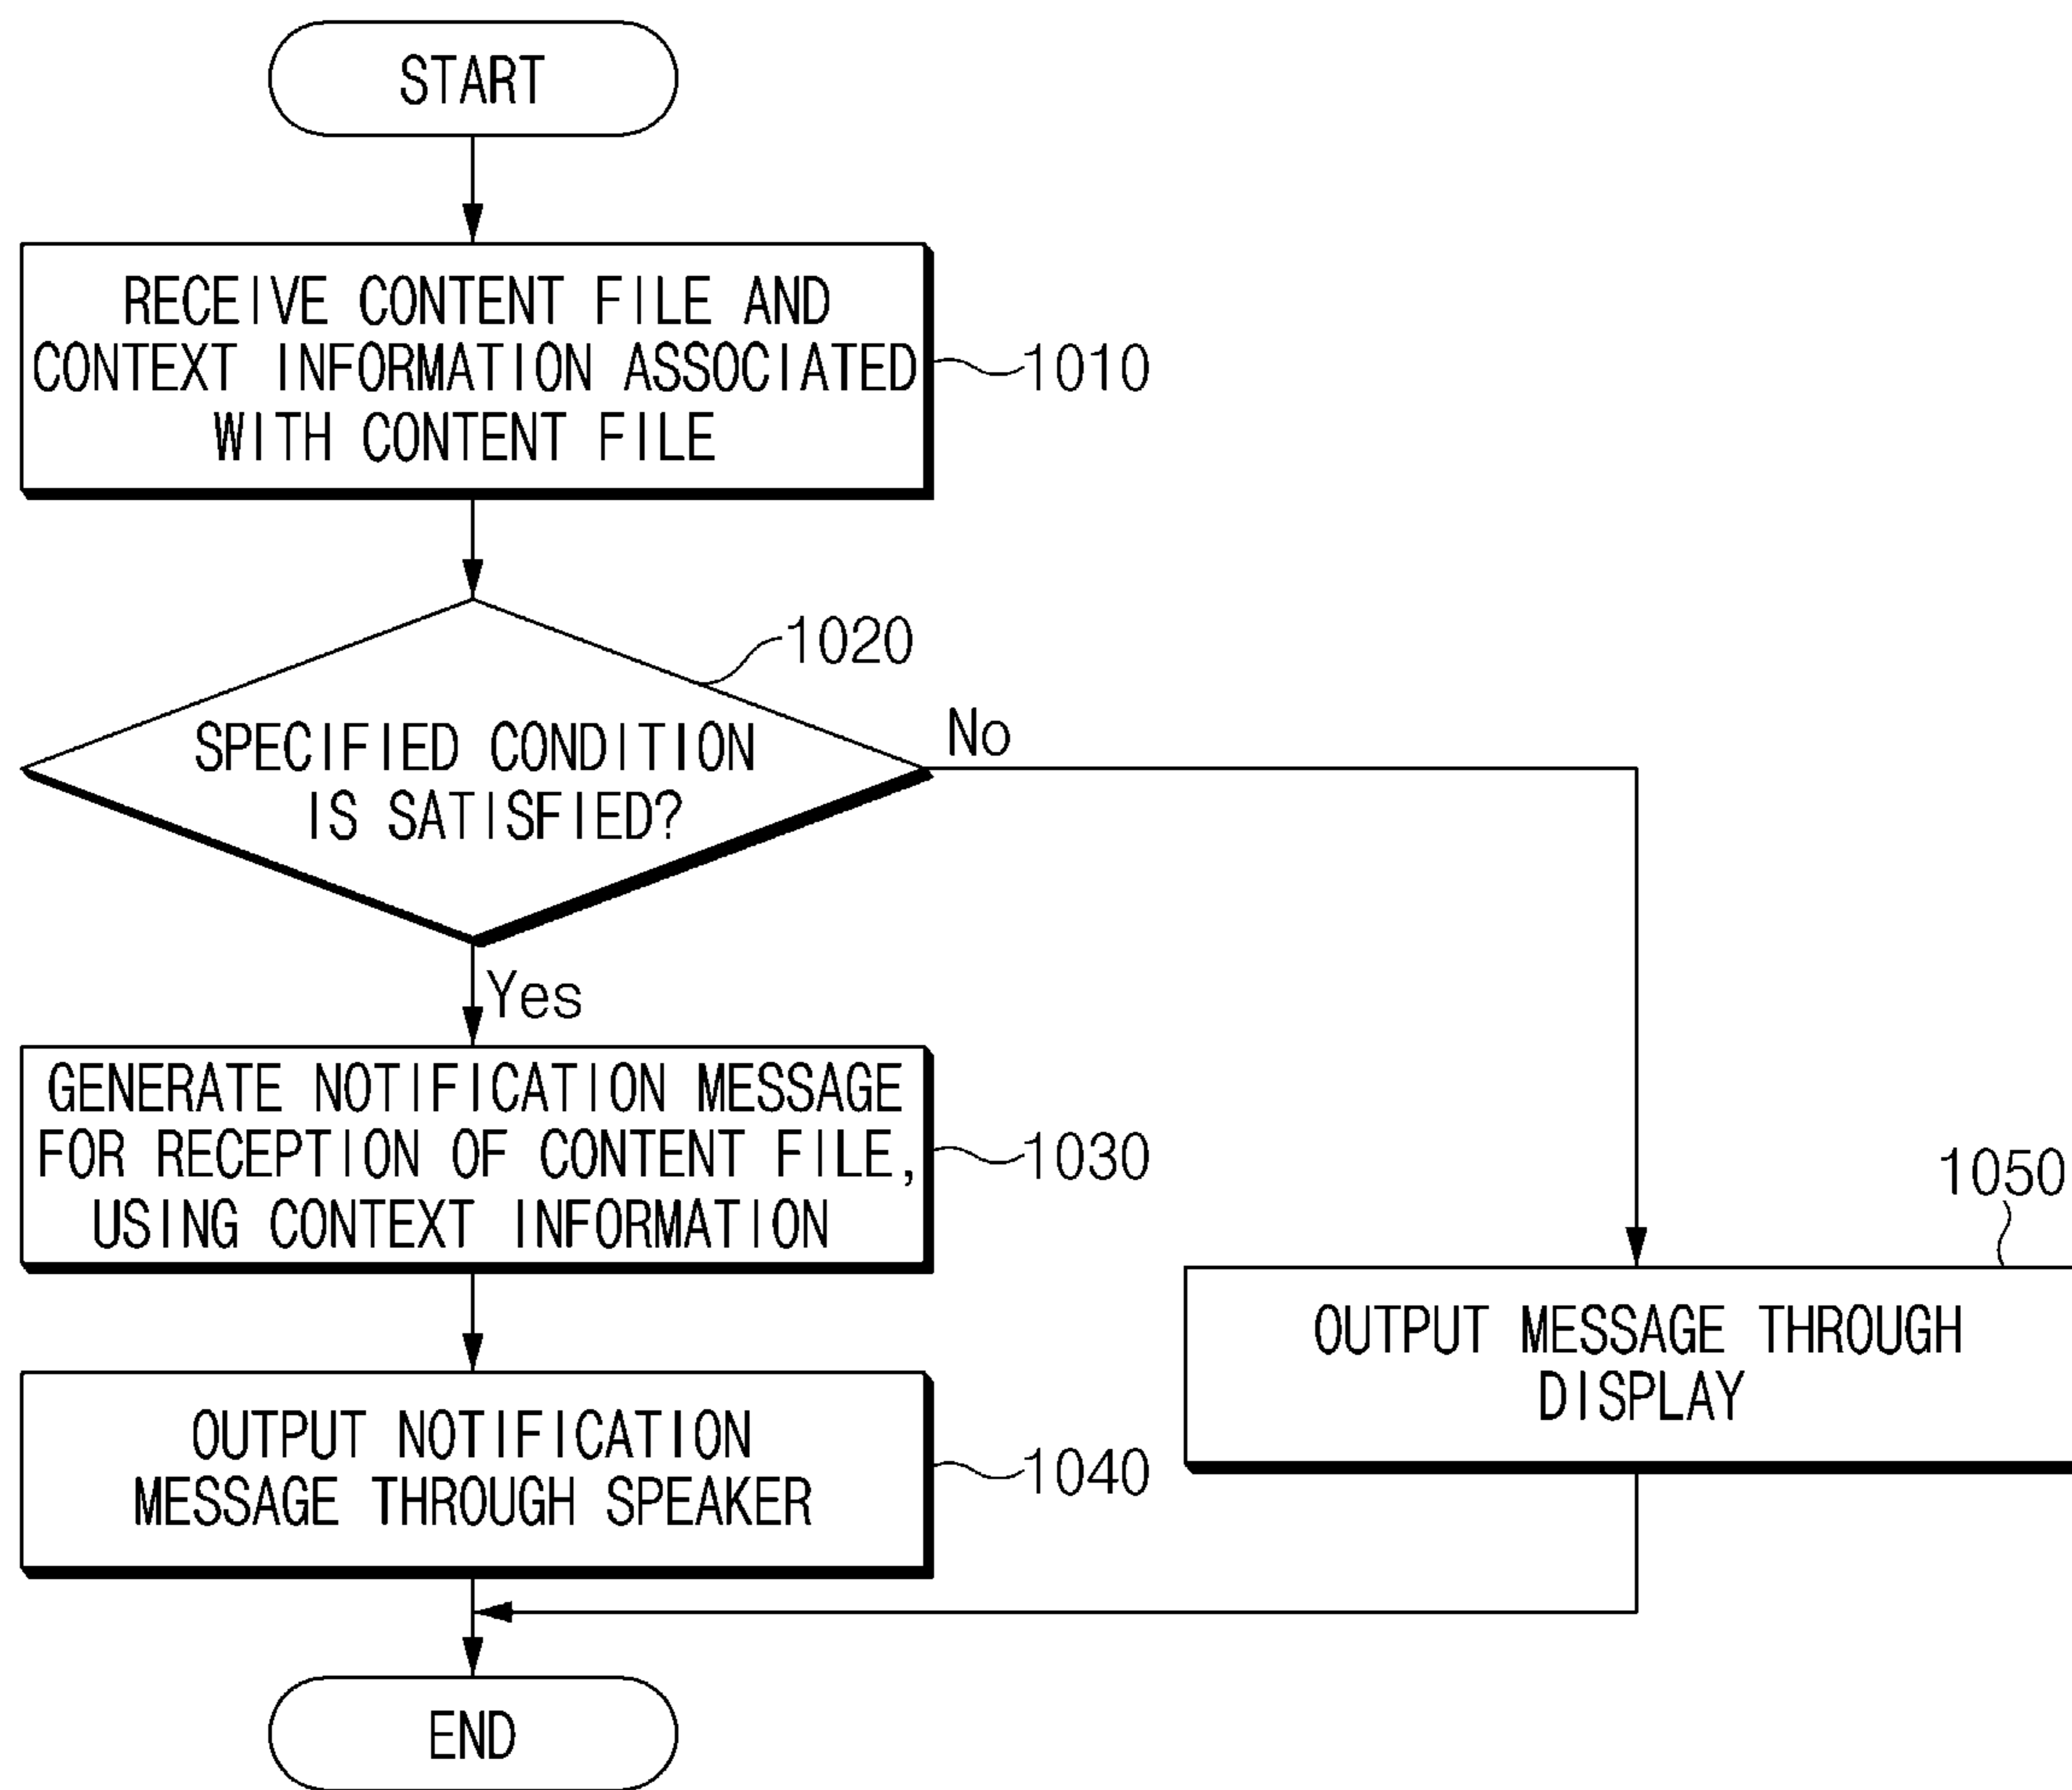 START
RECEIVE CONTENT FILE AND
CONTEXT INFORMATION ASSOCIATED
WITH CONTENT FILE
1010
1020
SPECIFIED CONDITION
IS SATISFIED?
No
Yes
GENERATE NOTIFICATION MESSAGE
FOR RECEPTION OF CONTENT FILE,
USING CONTEXT INFORMATION
1030
1050
OUTPUT MESSAGE THROUGH
DISPLAY
OUTPUT NOTIFICATION
MESSAGE THROUGH SPEAKER
1040
END